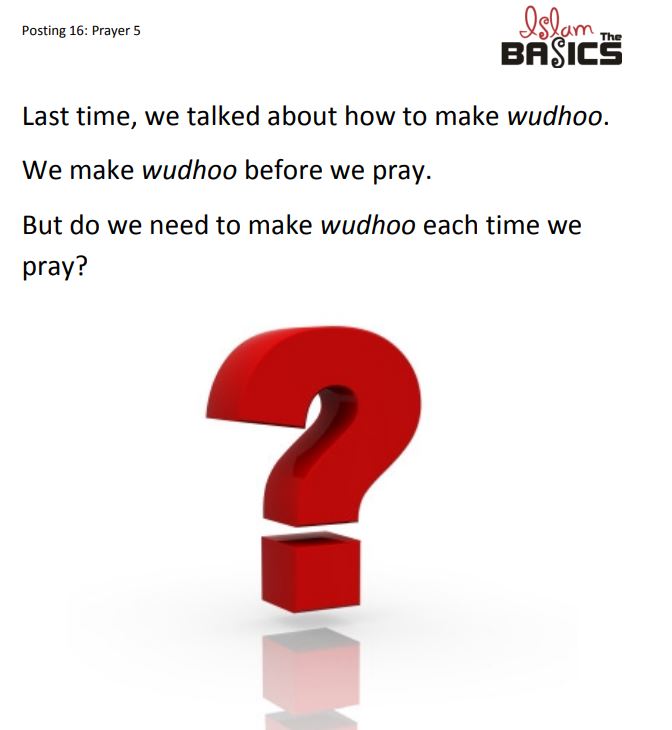 Posting 16: Prayer 5
Islam The
BASICS
Last time, we talked about how to make wudhoo.
We make wudhoo before we pray.
But do we need to make wudhoo each time we
pray?
?